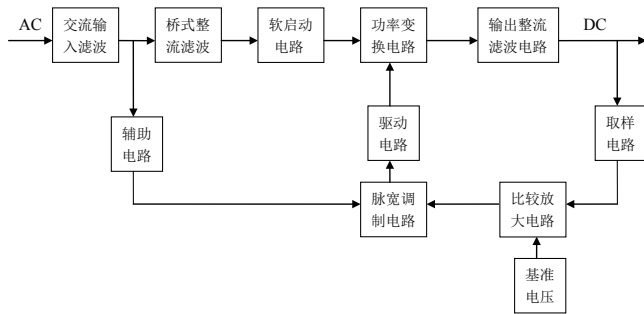 AC
交流输
入滤波
桥式整
流滤波
软启动
电路
功率变
换电路
输出整流
滤波电路
DC
辅助
电路
驱动
电路
取样
电路
脉宽调
制电路
比较放
大电路
基准
电压